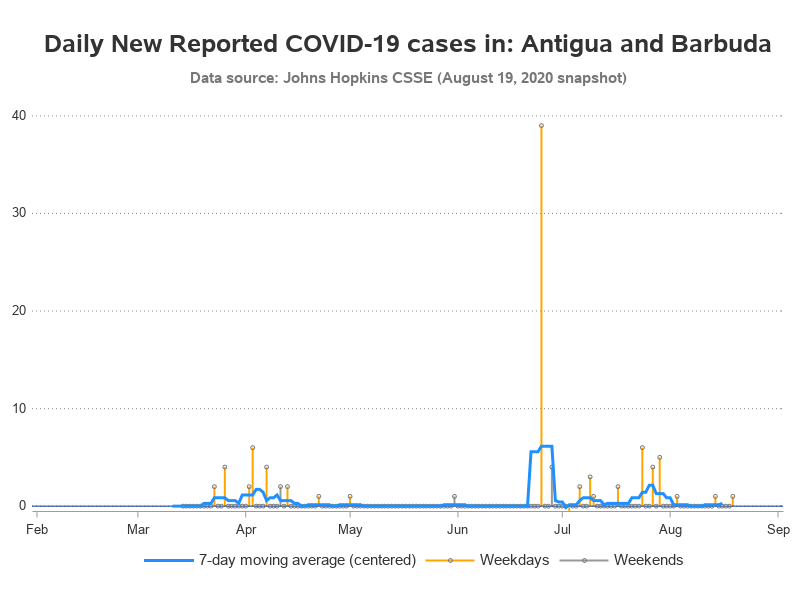 Daily New Reported COVID-19 cases in: Antigua and Barbuda
Data source: Johns Hopkins CSSE (August 19, 2020 snapshot)
40
30
20
10
0
Feb Mar Apr May Jun Jul Aug Sep
7-day moving average (centered) Weekdays Weekends